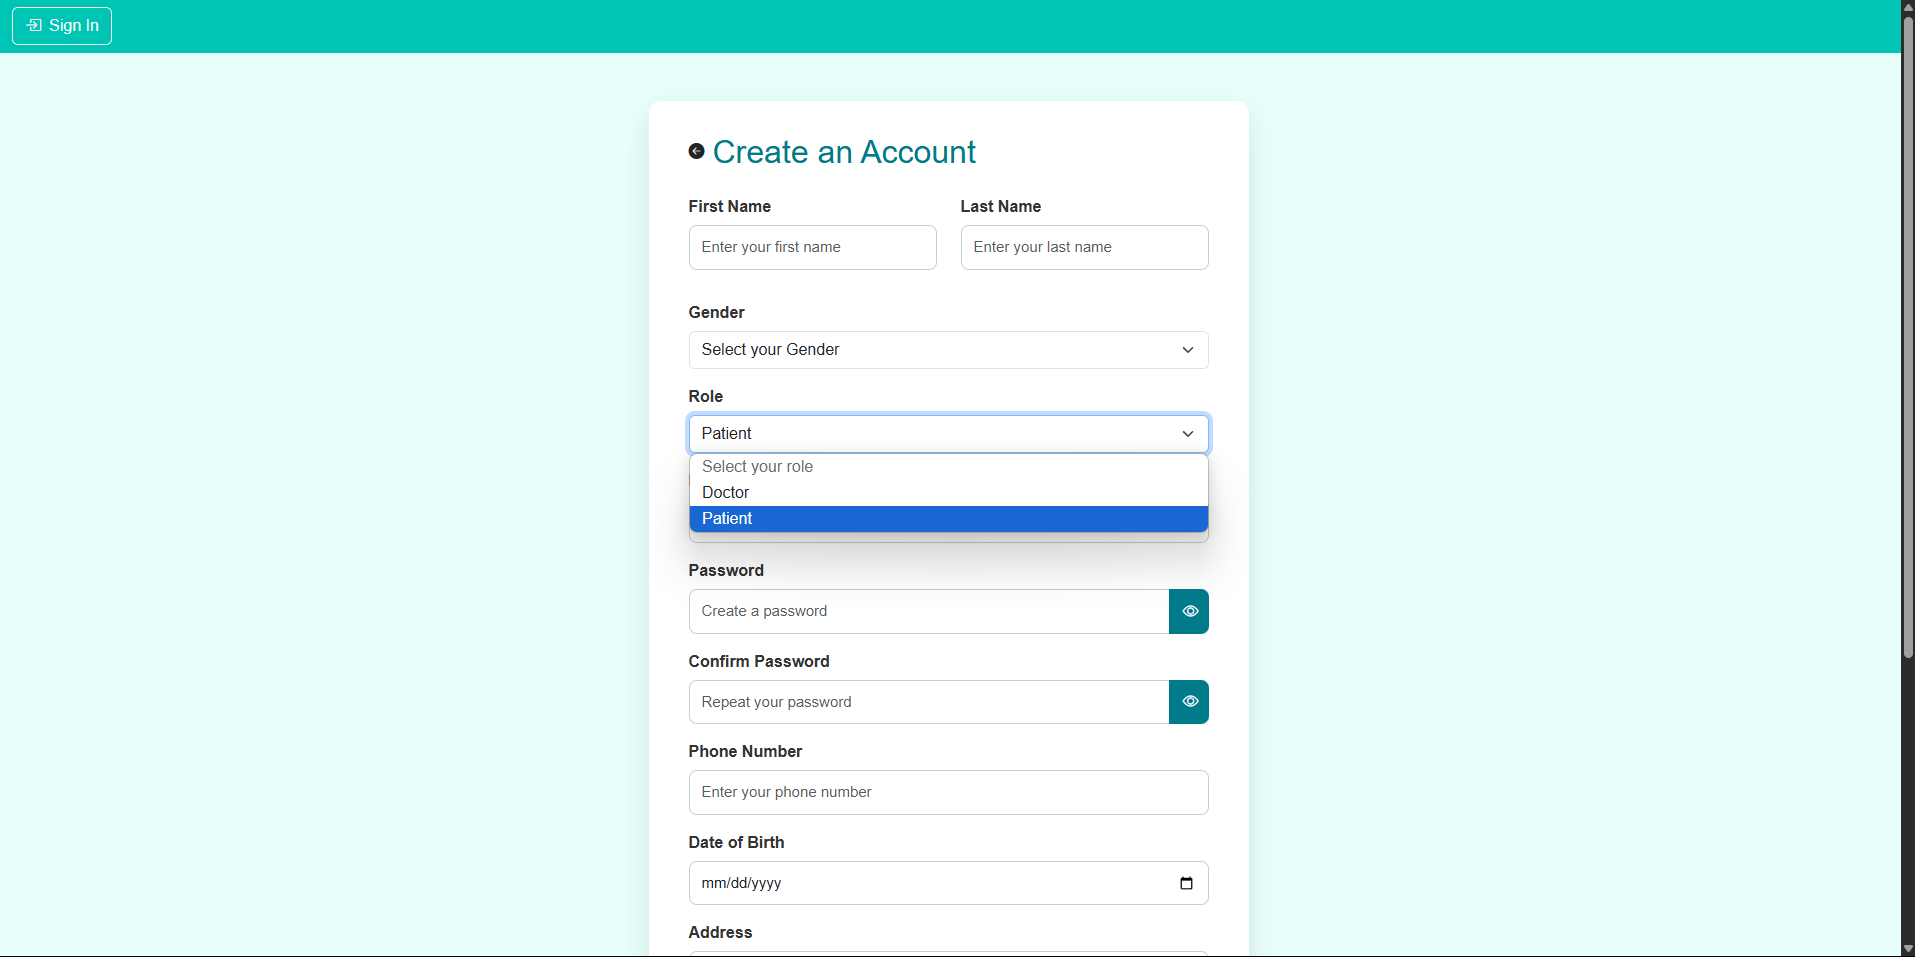 Sign In
Create an Account
First Name
Last Name
Enter your first name
Enter your last name
Gender
Select your Gender
Role
Patient
Select your role
Doctor
Patient
Password
Create a password
Confirm Password
Repeat your password
Phone Number
Enter your phone number
Date of Birth
mm/dd/yyyy
Address